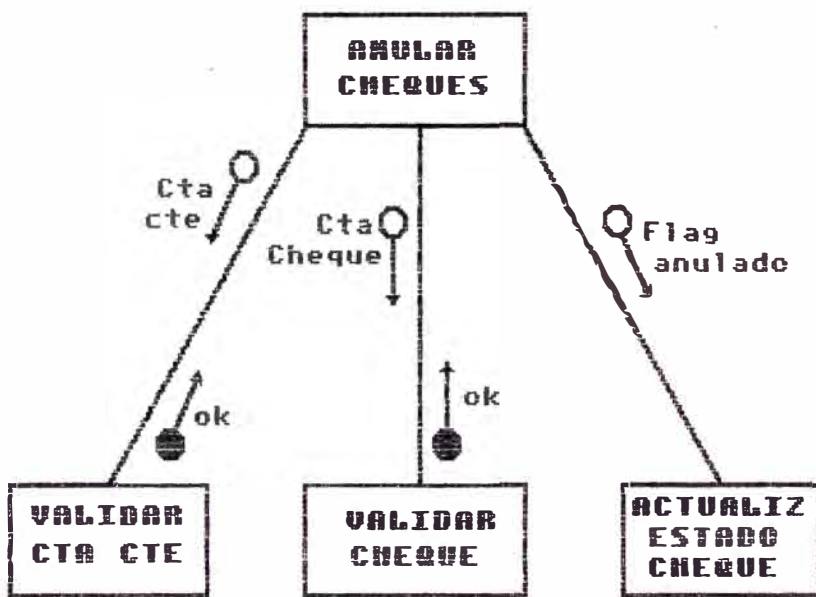 ANULAR
CHEQUES
Cta
cte
Cta
Cheque
Flag
anulado
ok
ok
VALIDAR
CTA CTE
VALIDAR
CHEQUE
ACTUALIZ
ESTADO
CHEQUE